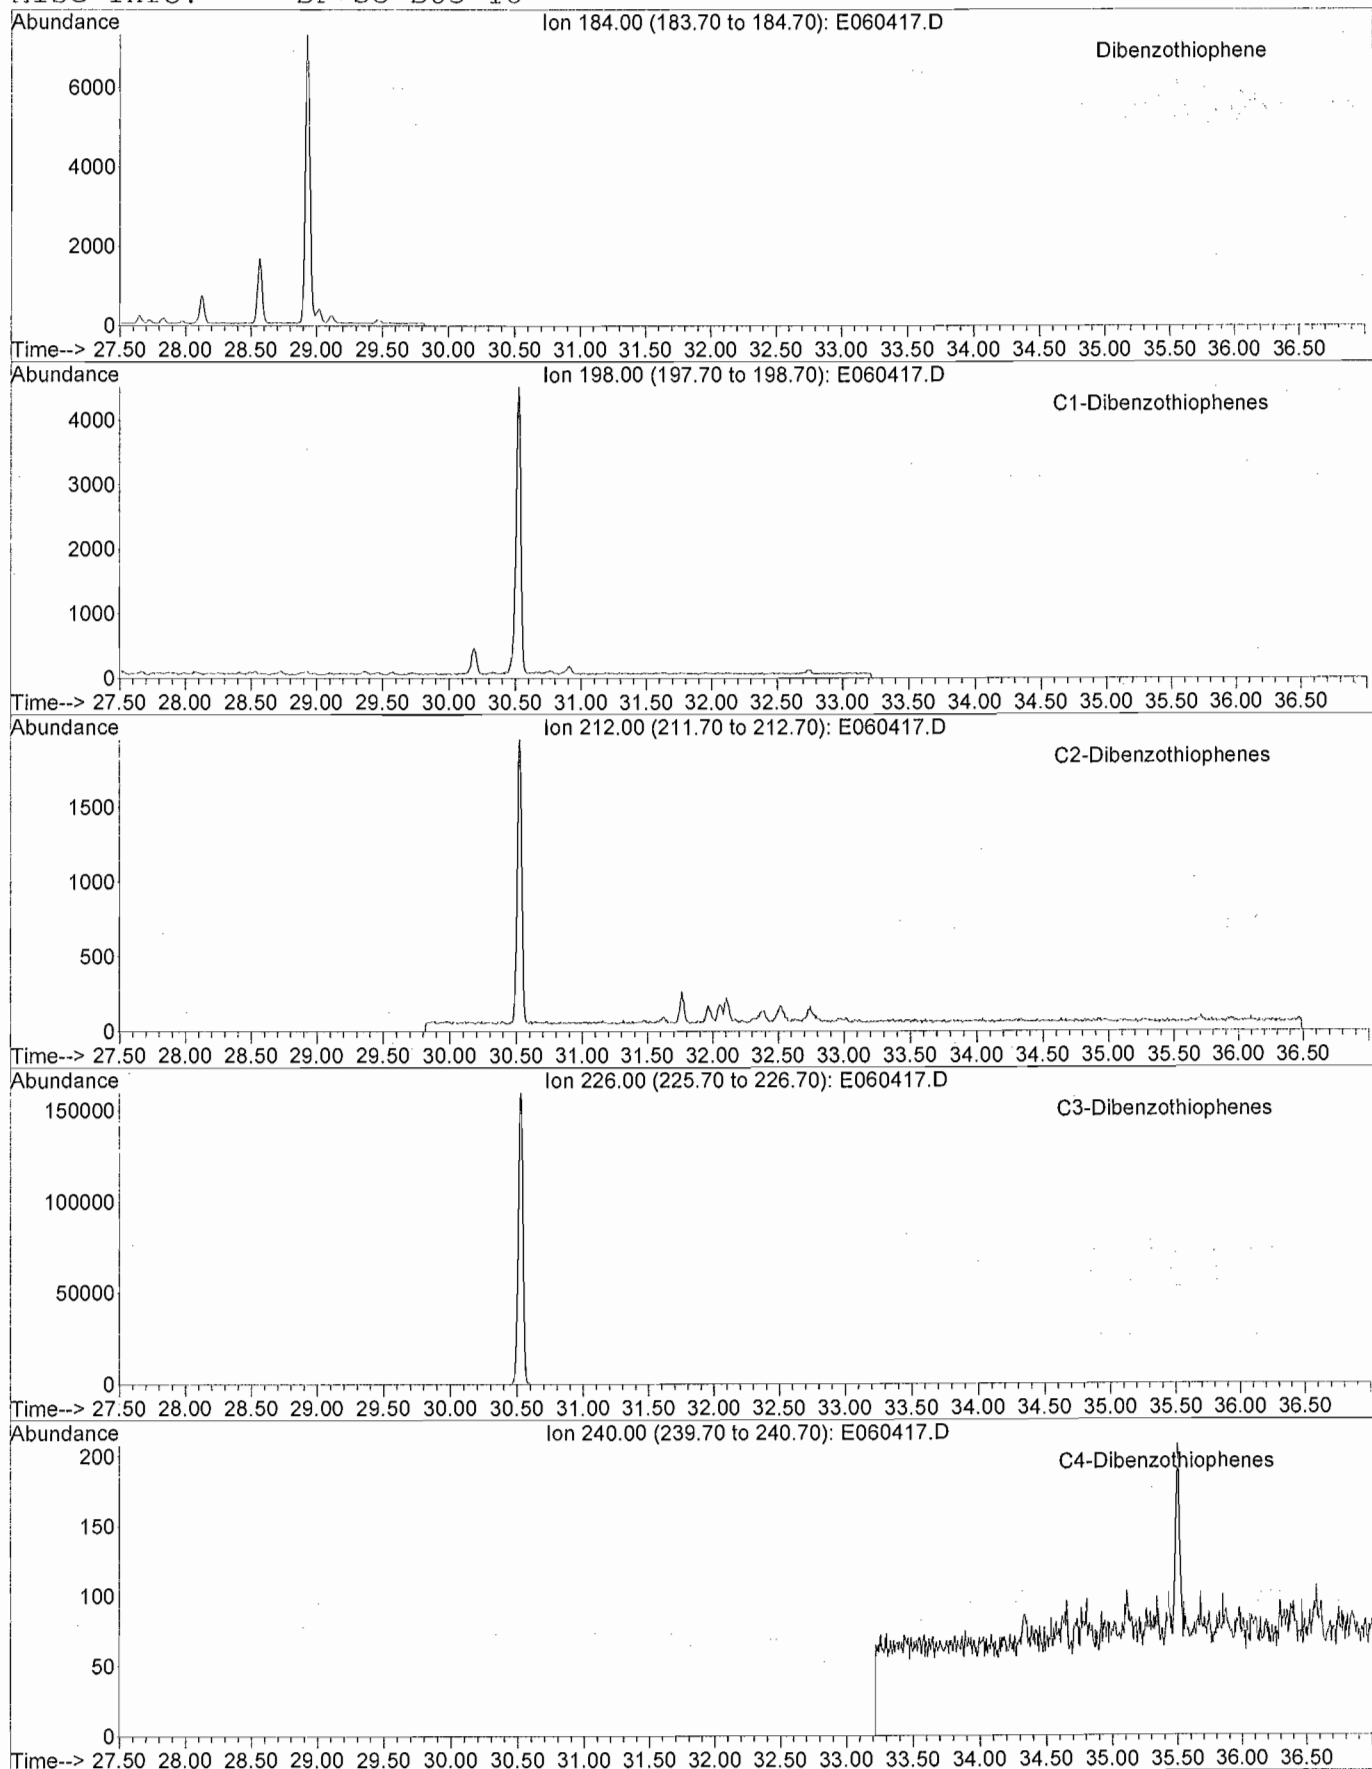 Abundance
Ion 184.00 (183.70 to 184.70): E060417.D
Dibenzothiophene
6000
4000
2000
0
Time--> 27.50 28.00 28.50 29.00 29.50 30.00 30.50 31.00 31.50 32.00 32.50 33.00 33.50 34.00 34.50 35.00 35.50 36.00 36.50
Abundance
Ion 198.00 (197.70 to 198.70): E060417.D
C1-Dibenzothiophenes
4000
3000
2000
1000
0
Time--> 27.50 28.00 28.50 29.00 29.50 30.00 30.50 31.00 31.50 32.00 32.50 33.00 33.50 34.00 34.50 35.00 35.50 36.00 36.50
Abundance
Ion 212.00 (211.70 to 212.70): E060417.D
C2-Dibenzothiophenes
1500
1000
500
0
Time--> 27.50 28.00 28.50 29.00 29.50 30.00 30.50 31.00 31.50 32.00 32.50 33.00 33.50 34.00 34.50 35.00 35.50 36.00 36.50
Abundance
Ion 226.00 (225.70 to 226.70): E060417.D
C3-Dibenzothiophenes
150000
100000
50000
0
Time--> 27.50 28.00 28.50 29.00 29.50 30.00 30.50 31.00 31.50 32.00 32.50 33.00 33.50 34.00 34.50 35.00 35.50 36.00 36.50
Abundance
Ion 240.00 (239.70 to 240.70): E060417.D
C4-Dibenzothiophenes
200
150
100
50
0
Time--> 27.50 28.00 28.50 29.00 29.50 30.00 30.50 31.00 31.50 32.00 32.50 33.00 33.50 34.00 34.50 35.00 35.50 36.00 36.50